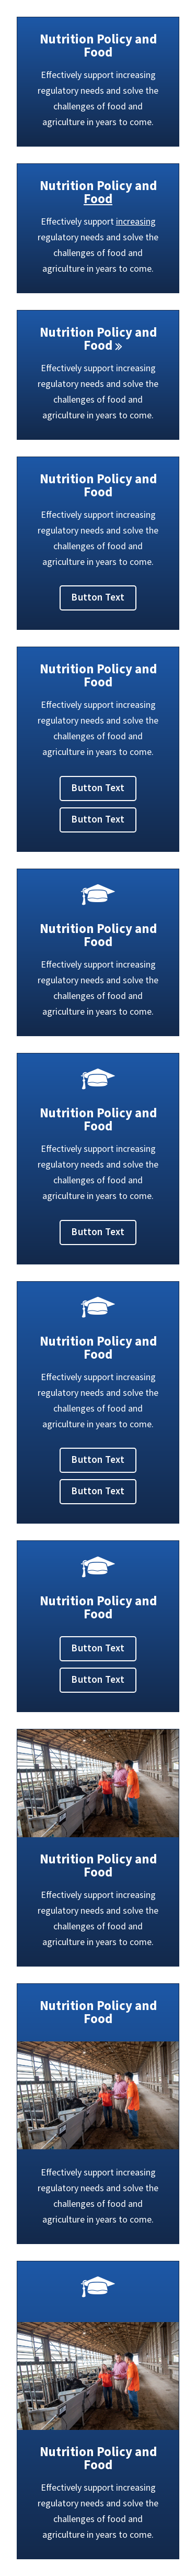 Nutrition Policy and
Food
Effectively support increasing
regulatory needs and solve the
challenges of food and
agriculture in years to come.
Nutrition Policy and
Food
Effectively support increasing
regulatory needs and solve the
challenges of food and
agriculture in years to come.
Nutrition Policy and
Food »
Effectively support increasing
regulatory needs and solve the
challenges of food and
agriculture in years to come.
Nutrition Policy and
Food
Effectively support increasing
regulatory needs and solve the
challenges of food and
agriculture in years to come.
Button Text
Nutrition Policy and
Food
Effectively support increasing
regulatory needs and solve the
challenges of food and
agriculture in years to come.
Button Text
Button Text
Nutrition Policy and
Food
Effectively support increasing
regulatory needs and solve the
challenges of food and
agriculture in years to come.
Nutrition Policy and
Food
Effectively support increasing
regulatory needs and solve the
challenges of food and
agriculture in years to come.
Button Text
Nutrition Policy and
Food
Effectively support increasing
regulatory needs and solve the
challenges of food and
agriculture in years to come.
Button Text
Button Text
Nutrition Policy and
Food
Button Text
Button Text
Nutrition Policy and
Food
Effectively support increasing
regulatory needs and solve the
challenges of food and
agriculture in years to come.
Nutrition Policy and
Food
Effectively support increasing
regulatory needs and solve the
challenges of food and
agriculture in years to come.
Nutrition Policy and
Food
Effectively support increasing
regulatory needs and solve the
challenges of food and
agriculture in years to come.